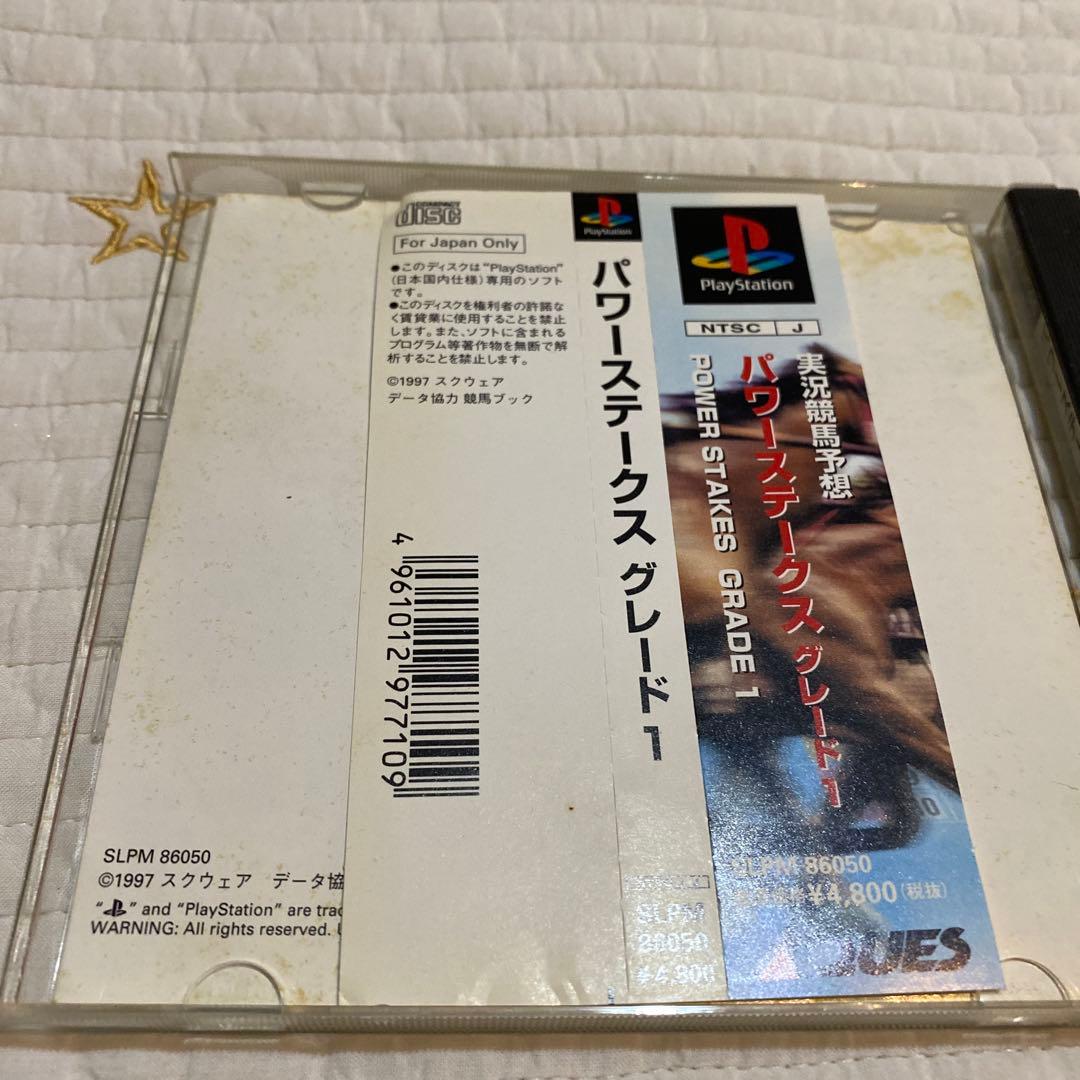 COMPACT
disc
For Japan Only
●このディスクは“PlayStation”
(日本国内仕様)専用のソフト
です。
●このディスクを権利者の許諾な
く賃貸業に使用することを禁止
します。また、ソフトに含まれる
プログラム等著作物を無断で解
析することを禁止します。
©1997 スクウェア
データ協力 競馬ブック
4 961012 977109
PlayStation
パワーステークス グレード 1
SLPM
86050
¥4,800
PlayStation
NTSC J
実況競馬予想
パワーステークス グレード 1
POWER STAKES GRADE 1
SLPM 86050
¥4,800(税抜)
AQUES
SLPM 86050
©1997 スクウェア データ協
“ ” and “PlayStation” are
WARNING: All rights reserved.